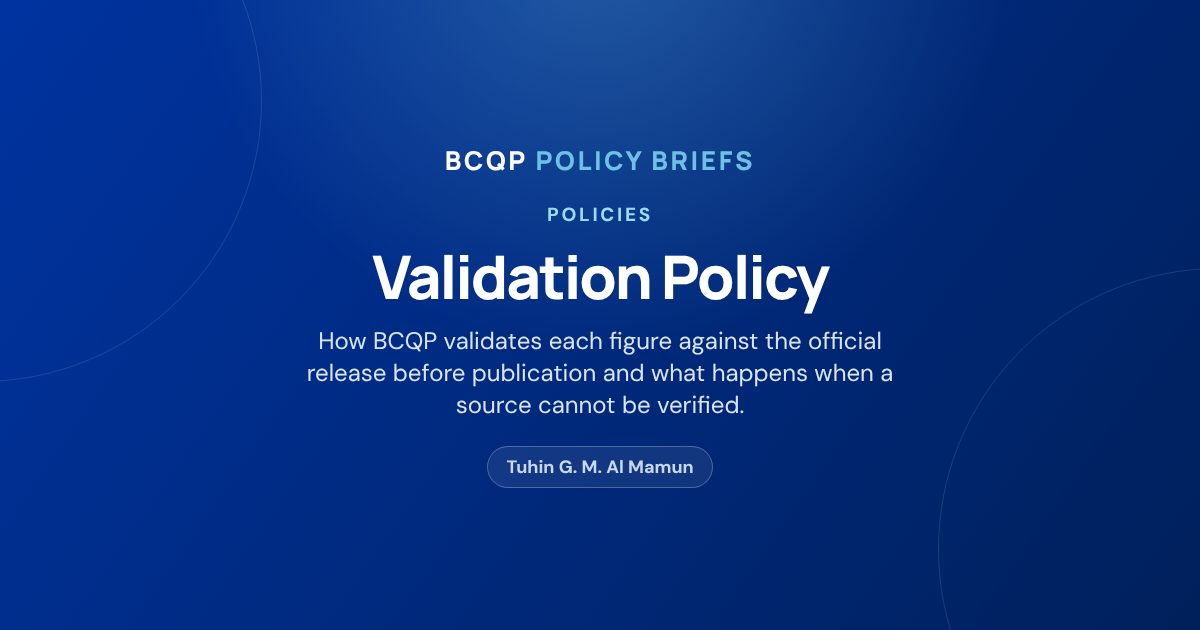 BCQP POLICY BRIEFS
POLICIES
Validation Policy
How BCQP validates each figure against the official
release before publication and what happens when a
source cannot be verified.
Tuhin G. M. Al Mamun